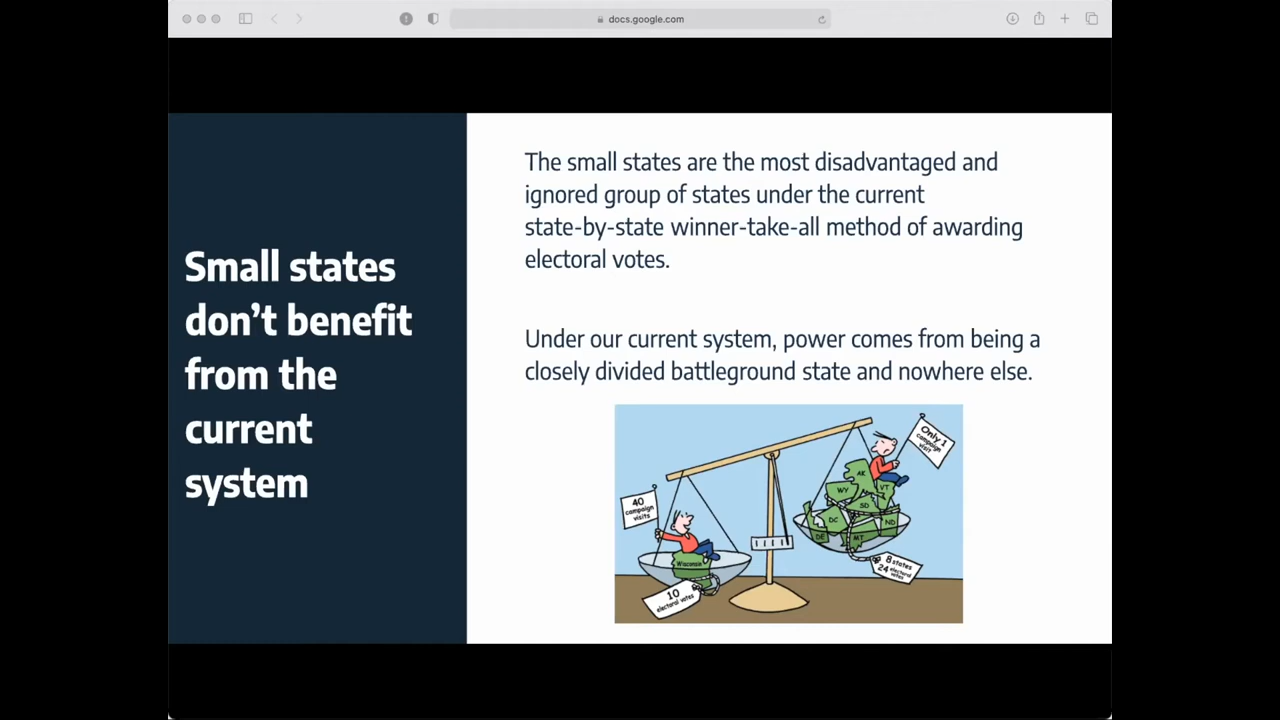 docs.google.com
Small states
don't benefit
from the
current
system
The small states are the most disadvantaged and
ignored group of states under the current
state-by-state winner-take-all method of awarding
electoral votes.
Under our current system, power comes from being a
closely divided battleground state and nowhere else.
40
campaign
visits
Wisconsin
10
electoral votes
Only 1
campaign
visit
AK
WY
VT
SD
DC
ND
DE
MT
8 states
24 electoral
votes